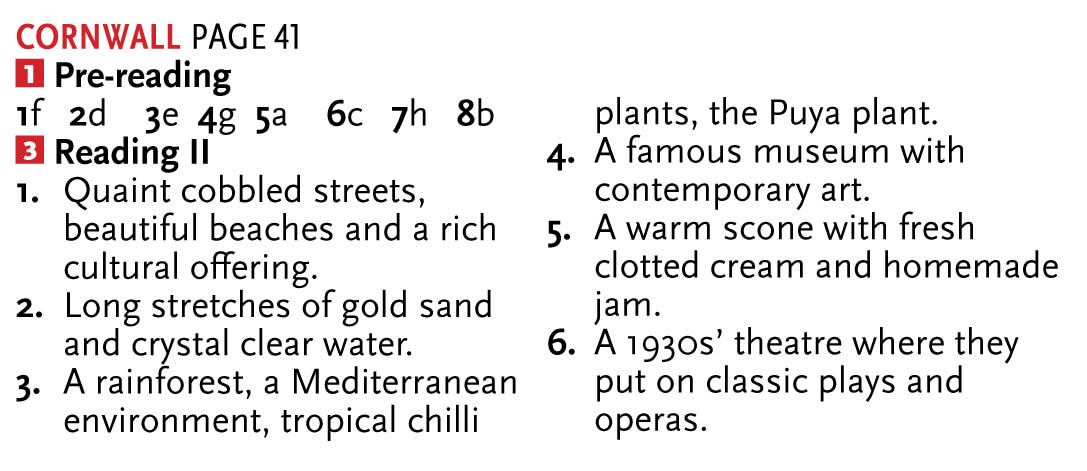 CORNWALL PAGE 41
1 Pre-reading
1f 2d 3e 4g 5a 6c 7h 8b
3 Reading II
1. Quaint cobbled streets,
beautiful beaches and a rich
cultural offering.
2. Long stretches of gold sand
and crystal clear water.
3. A rainforest, a Mediterranean
environment, tropical chilli
plants, the Puya plant.
4. A famous museum with
contemporary art.
5. A warm scone with fresh
clotted cream and homemade
jam.
6. A 1930s’ theatre where they
put on classic plays and
operas.